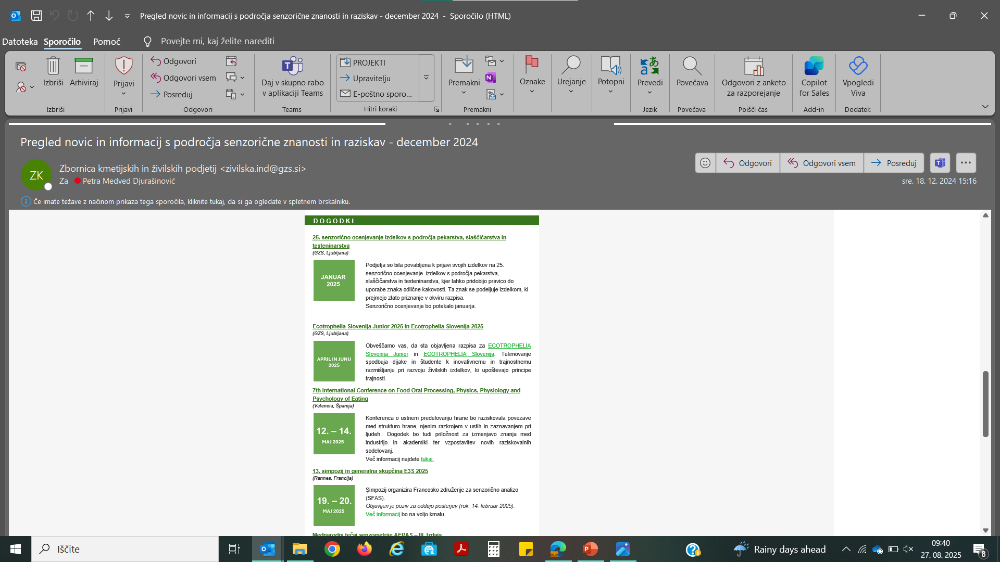 Pregled novic in informacij s področja senzorične znanosti in raziskav - december 2024 - Sporočilo (HTML)
Datoteka Sporočilo Pomoč Povejte mi, kaj želite narediti
Izbriši
Arhiviraj
Izbriši
Prijavi
Prijavi
Odgovori
Odgovori vsem
Posreduj
Odgovori
Daj v skupno rabo
v aplikaciji Teams
Teams
PROJEKTI
Upravitelju
E-poštno sporo...
Hitri koraki
Premakni
Premakni
Oznake
Urejanje
Potopni
Prevedi
Jezik
Povečava
Povečava
Odgovori z anketo
za razporejanje
Poišči čas
Copilot
for Sales
Add-in
Vpogledi
Viva
Dodatek
Pregled novic in informacij s področja senzorične znanosti in raziskav - december 2024
ZK
Zbornica kmetijskih in živilskih podjetij <zivilska.ind@gzs.si>
Za Petra Medved Djurašinović
Odgovori
Odgovori vsem
Posreduj
sre. 18. 12. 2024 15:16
Če imate težave z načinom prikaza tega sporočila, kliknite tukaj, da si ga ogledate v spletnem brskalniku.
DOGODKI
25. senzorično ocenjevanje izdelkov s področja pekarstva, slaščičarstva in
testeninarstva
(GZS, Ljubljana)
JANUAR
2025
Podjetja so bila povabljena k prijavi svojih izdelkov na 25.
senzorično ocenjevanje izdelkov s področja pekarstva,
slaščičarstva in testeninarstva, kjer lahko pridobijo pravico do
uporabe znaka odlične kakovosti. Ta znak se podeljuje izdelkom, ki
prejmejo zlato priznanje v okviru razpisa.
Senzorično ocenjevanje bo potekalo januarja.
Ecotrophelia Slovenija Junior 2025 in Ecotrophelia Slovenija 2025
(GZS, Ljubljana)
APRIL IN JUNIJ
2025
Obveščamo vas, da sta objavljena razpisa za ECOTROPHELIA
Slovenija Junior in ECOTROPHELIA Slovenija. Tekmovanje
spodbuja dijake in študente k inovativnemu in trajnostnemu
razmišljanju pri razvoju živilskih izdelkov, ki upoštevajo principe
trajnosti.
7th International Conference on Food Oral Processing, Physics, Physiology and
Psychology of Eating
(Valencia, Španija)
12. – 14.
MAJ 2025
Konferenca o ustnem predelovanju hrane bo raziskovala povezave
med strukturo hrane, njenim razkrojem v ustih in zaznavanjem pri
ljudeh. Dogodek bo tudi priložnost za izmenjavo znanja med
industrijo in akademiki ter vzpostavitev novih raziskovalnih
sodelovanj.
Več informacij najdete tukaj.
13. simpozij in generalna skupčina E3S 2025
(Rennes, Francija)
19. – 20.
MAJ 2025
Simpozij organizira Francosko združenje za senzorično analizo
(SFAS).
Objavljen je poziv za oddajo posterjev (rok: 14. februar 2025).
Več informacij bo na voljo kmalu.
Mednarodni tečaj senzometrije AEPAS – III. Izdaja
Iščite
Rainy days ahead
09:40
27. 08. 2025
8